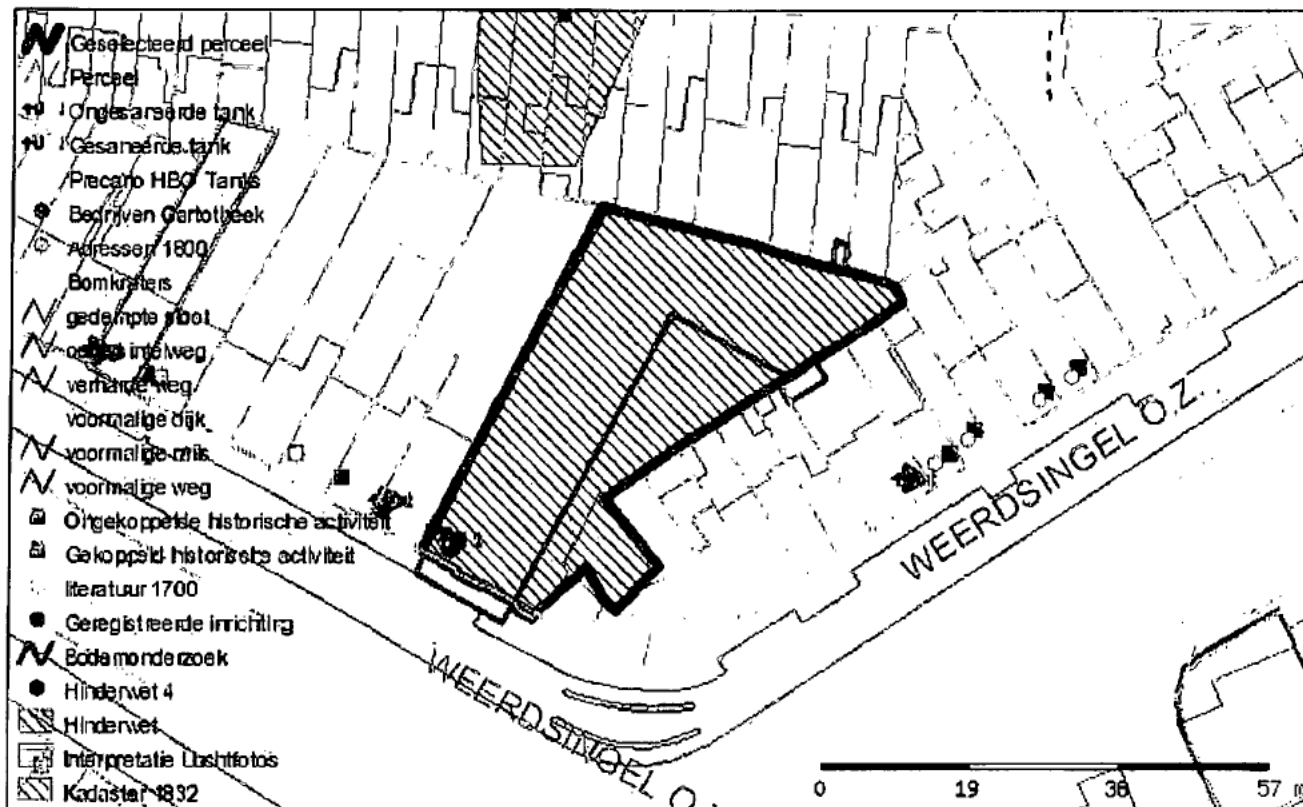 Geselecteerd perceel
Perceel
Ongesaneerde tank
Gesaneerde tank
Precario HBO Tanks
Bedrijven Cartotheek
Adressen 1800
Bomkraters
gedempte sloot
verharde weg
voormalige dijk
voormalige
voormalige weg
Ongekoppelde historische activiteit
Gekoppeld historische activiteit
literatuur 1700
Geregistreerde inrichting
Bodemonderzoek
Hinderwet 4
Hinderwet
Interpretatie Luchtfotos
Kadaster 1832
WEERDSINGEL O.Z.
WEERDSINGEL O.Z.
0 19 38 57 m